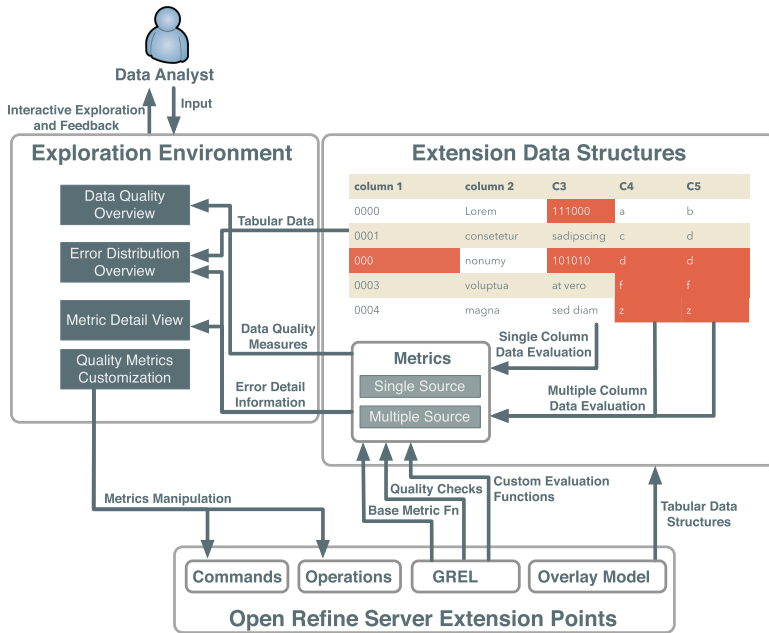 Data Analyst
Interactive Exploration
and Feedback
Input
Exploration Environment
Data Quality
Overview
Error Distribution
Overview
Metric Detail View
Quality Metrics
Customization
Tabular Data
Data Quality
Measures
Error Detail
Information
Extension Data Structures
column 1 column 2 C3 C4 C5
0000 Lorem 111000 a b
0001 consetetur sadipscing c d
000 nonumy 101010 d d
0003 voluptua at vero f f
0004 magna sed diam z z
Single Column
Data Evaluation
Multiple Column
Data Evaluation
Metrics
Single Source
Multiple Source
Metrics Manipulation
Base Metric Fn
Quality Checks
Custom Evaluation
Functions
Tabular Data
Structures
Commands
Operations
GREL
Overlay Model
Open Refine Server Extension Points